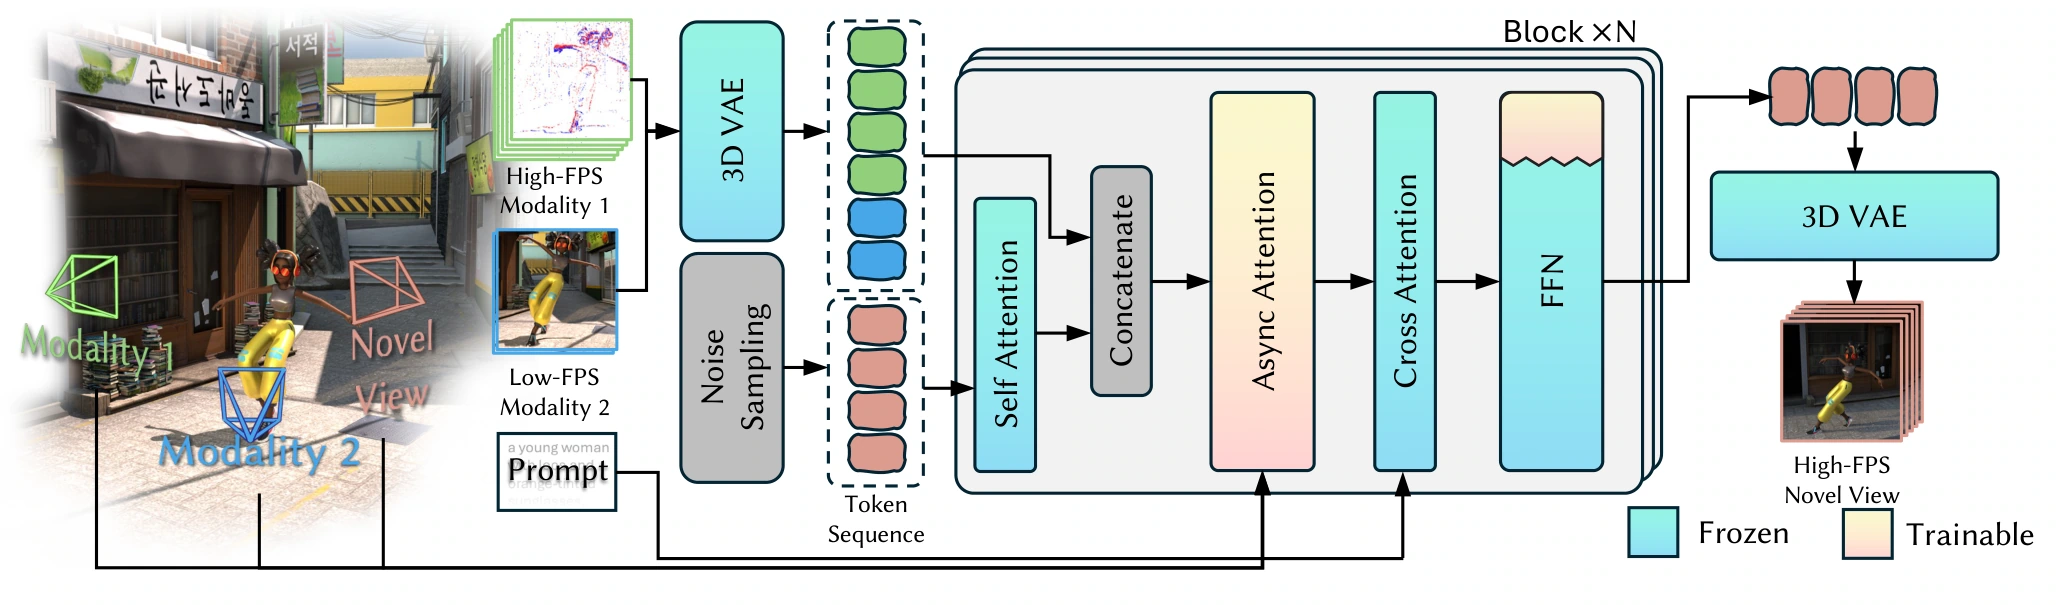 서적
Modality 1
Novel
View
Modality 2
High-FPS
Modality 1
Low-FPS
Modality 2
a young woman
Prompt
3D VAE
Noise
Sampling
Token
Sequence
Block ×N
Self Attention
Concatenate
Async Attention
Cross Attention
FFN
3D VAE
High-FPS
Novel View
Frozen
Trainable